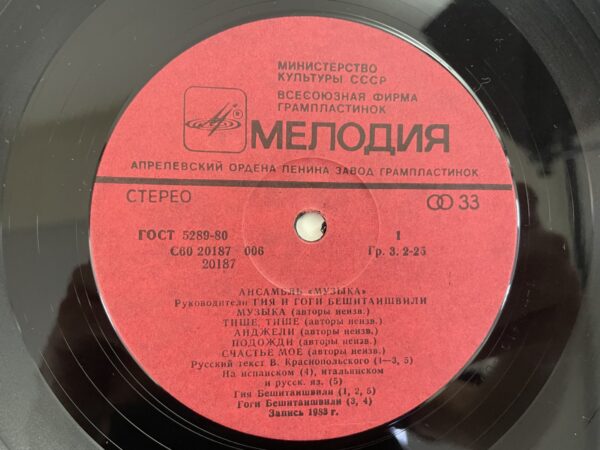 МИНИСТЕРСТВО
КУЛЬТУРЫ СССР
ВСЕСОЮЗНАЯ ФИРМА
ГРАМПЛАСТИНОК
МЕЛОДИЯ
АПРЕЛЕВСКИЙ ОРДЕНА ЛЕНИНА ЗАВОД ГРАМПЛАСТИНОК
СТЕРЕО 33
ГОСТ 5289-80 1
С60 20187 006 Гр. 3. 2-25
20187
АНСАМБЛЬ «МУЗЫКА»
Руководители ГИЯ И ГОГИ БЕШИТАИШВИЛИ
МУЗЫКА (авторы неизв.)
ТИШЕ, ТИШЕ (авторы неизв.)
АНДЖЕЛИ (авторы неизв.)
ПОДОЖДИ (авторы неизв.)
СЧАСТЬЕ МОЕ (авторы неизв.)
Русский текст В. Краснопольского (1—3, 5)
На испанском (4), итальянском
и русск. яз. (5)
Гия Бешитаишвили (1, 2, 5)
Гоги Бешитаишвили (3, 4)
Запись 1983 г.